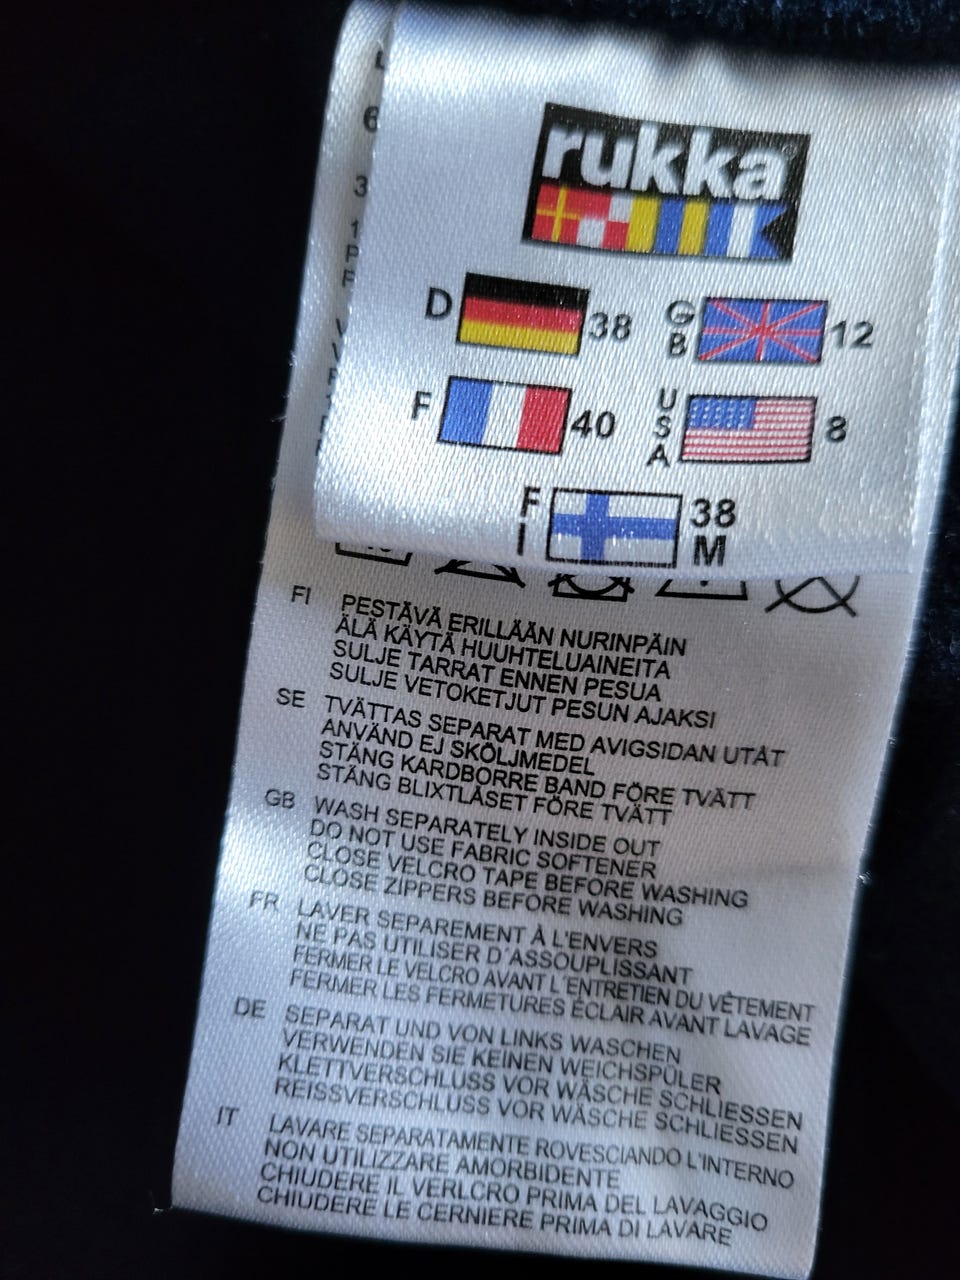 rukka
D 38
GB 12
F 40
USA 8
FI 38
M
FI PESTÄVÄ ERILLÄÄN NURINPÄIN
ÄLÄ KÄYTÄ HUUHTELUAINEITA
SULJE TARRAT ENNEN PESUA
SULJE VETOKETJUT PESUN AJAKSI
SE TVÄTTAS SEPARAT MED AVIGSIDAN UTÅT
ANVÄND EJ SKÖLJMEDEL
STÄNG KARDBORRE BAND FÖRE TVÄTT
STÄNG BLIXTLÅSET FÖRE TVÄTT
GB WASH SEPARATELY INSIDE OUT
DO NOT USE FABRIC SOFTENER
CLOSE VELCRO TAPE BEFORE WASHING
CLOSE ZIPPERS BEFORE WASHING
FR LAVER SEPAREMENT À L'ENVERS
NE PAS UTILISER D´ASSOUPLISSANT
FERMER LE VELCRO AVANT L´ENTRETIEN DU VÊTEMENT
FERMER LES FERMETURES ÉCLAIR AVANT LAVAGE
DE SEPARAT UND VON LINKS WASCHEN
VERWENDEN SIE KEINEN WEICHSPÜLER
KLETTVERSCHLUSS VOR WÄSCHE SCHLIESSEN
REISSVERSCHLUSS VOR WÄSCHE SCHLIESSEN
IT LAVARE SEPARATAMENTE ROVESCIANDO L'INTERNO
NON UTILIZZARE AMORBIDENTE
CHIUDERE IL VERLCRO PRIMA DEL LAVAGGIO
CHIUDERE LE CERNIERE PRIMA DI LAVARE